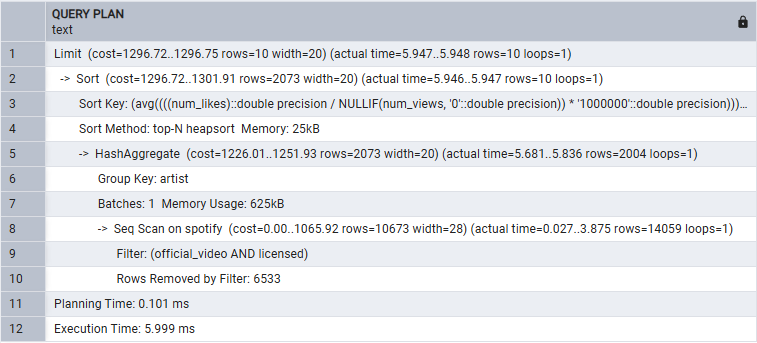 QUERY PLAN
text
1 Limit (cost=1296.72..1296.75 rows=10 width=20) (actual time=5.947..5.948 rows=10 loops=1)
2 -> Sort (cost=1296.72..1301.91 rows=2073 width=20) (actual time=5.946..5.947 rows=10 loops=1)
3 Sort Key: (avg((((num_likes)::double precision / NULLIF(num_views, '0'::double precision)) * '1000000'::double precision)))...
4 Sort Method: top-N heapsort Memory: 25kB
5 -> HashAggregate (cost=1226.01..1251.93 rows=2073 width=20) (actual time=5.681..5.836 rows=2004 loops=1)
6 Group Key: artist
7 Batches: 1 Memory Usage: 625kB
8 -> Seq Scan on spotify (cost=0.00..1065.92 rows=10673 width=28) (actual time=0.027..3.875 rows=14059 loops=1)
9 Filter: (official_video AND licensed)
10 Rows Removed by Filter: 6533
11 Planning Time: 0.101 ms
12 Execution Time: 5.999 ms